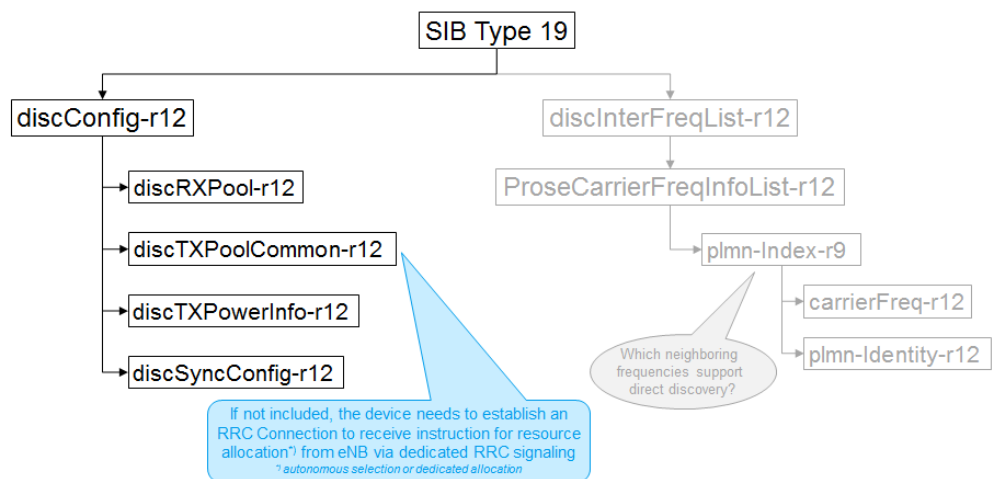 SIB Type 19
discConfig-r12
discInterFreqList-r12
discRXPool-r12
ProseCarrierFreqInfoList-r12
discTXPoolCommon-r12
plmn-Index-r9
discTXPowerInfo-r12
carrierFreq-r12
discSyncConfig-r12
plmn-Identity-r12
Which neighboring
frequencies support
direct discovery?
If not included, the device needs to establish an
RRC Connection to receive instruction for resource
allocation*) from eNB via dedicated RRC signaling
*) autonomous selection or dedicated allocation